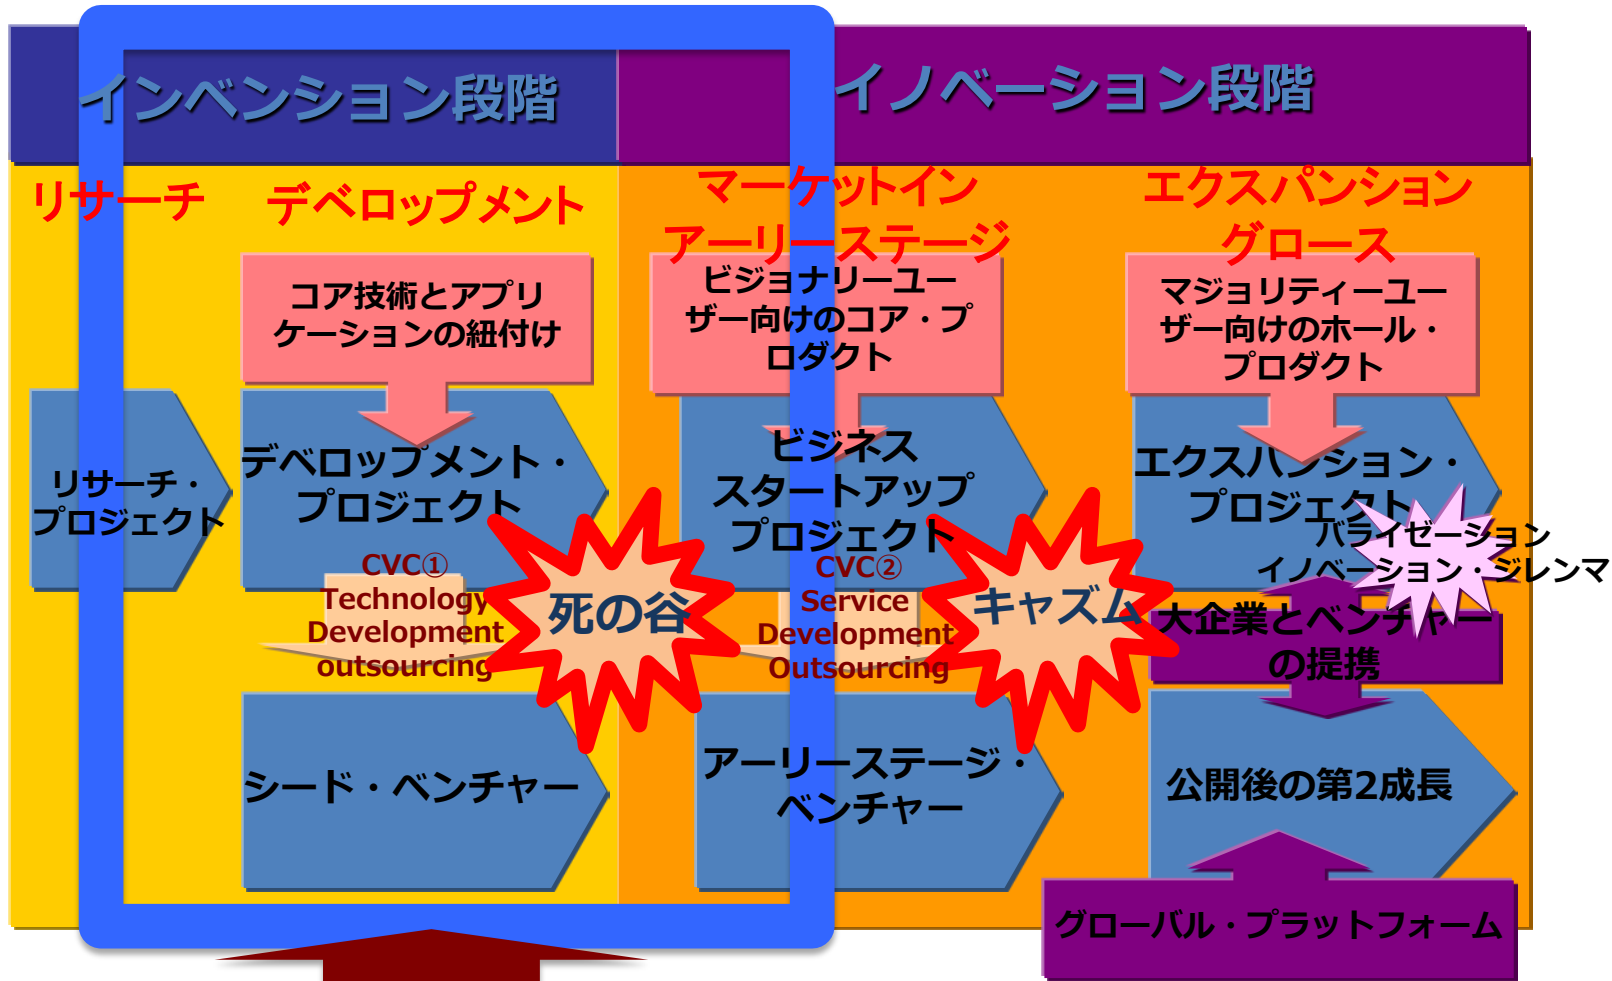 インベンション段階
イノベーション段階
リサーチ
デベロップメント
マーケットイン
アーリーステージ
エクスパンション
グロース
コア技術とアプリ
ケーションの紐付け
ビジョナリーユー
ザー向けのコア・プ
ロダクト
マジョリティーユー
ザー向けのホール・
プロダクト
リサーチ・
プロジェクト
デベロップメント・
プロジェクト
ビジネス
スタートアップ
プロジェクト
エクスパンション・
プロジェクト
バライゼーション
イノベーション・ジレンマ
CVC①
Technology
Development
outsourcing
死の谷
CVC②
Service
Development
Outsourcing
キャズム
大企業とベンチャー
の提携
シード・ベンチャー
アーリーステージ・
ベンチャー
公開後の第2成長
グローバル・プラットフォーム